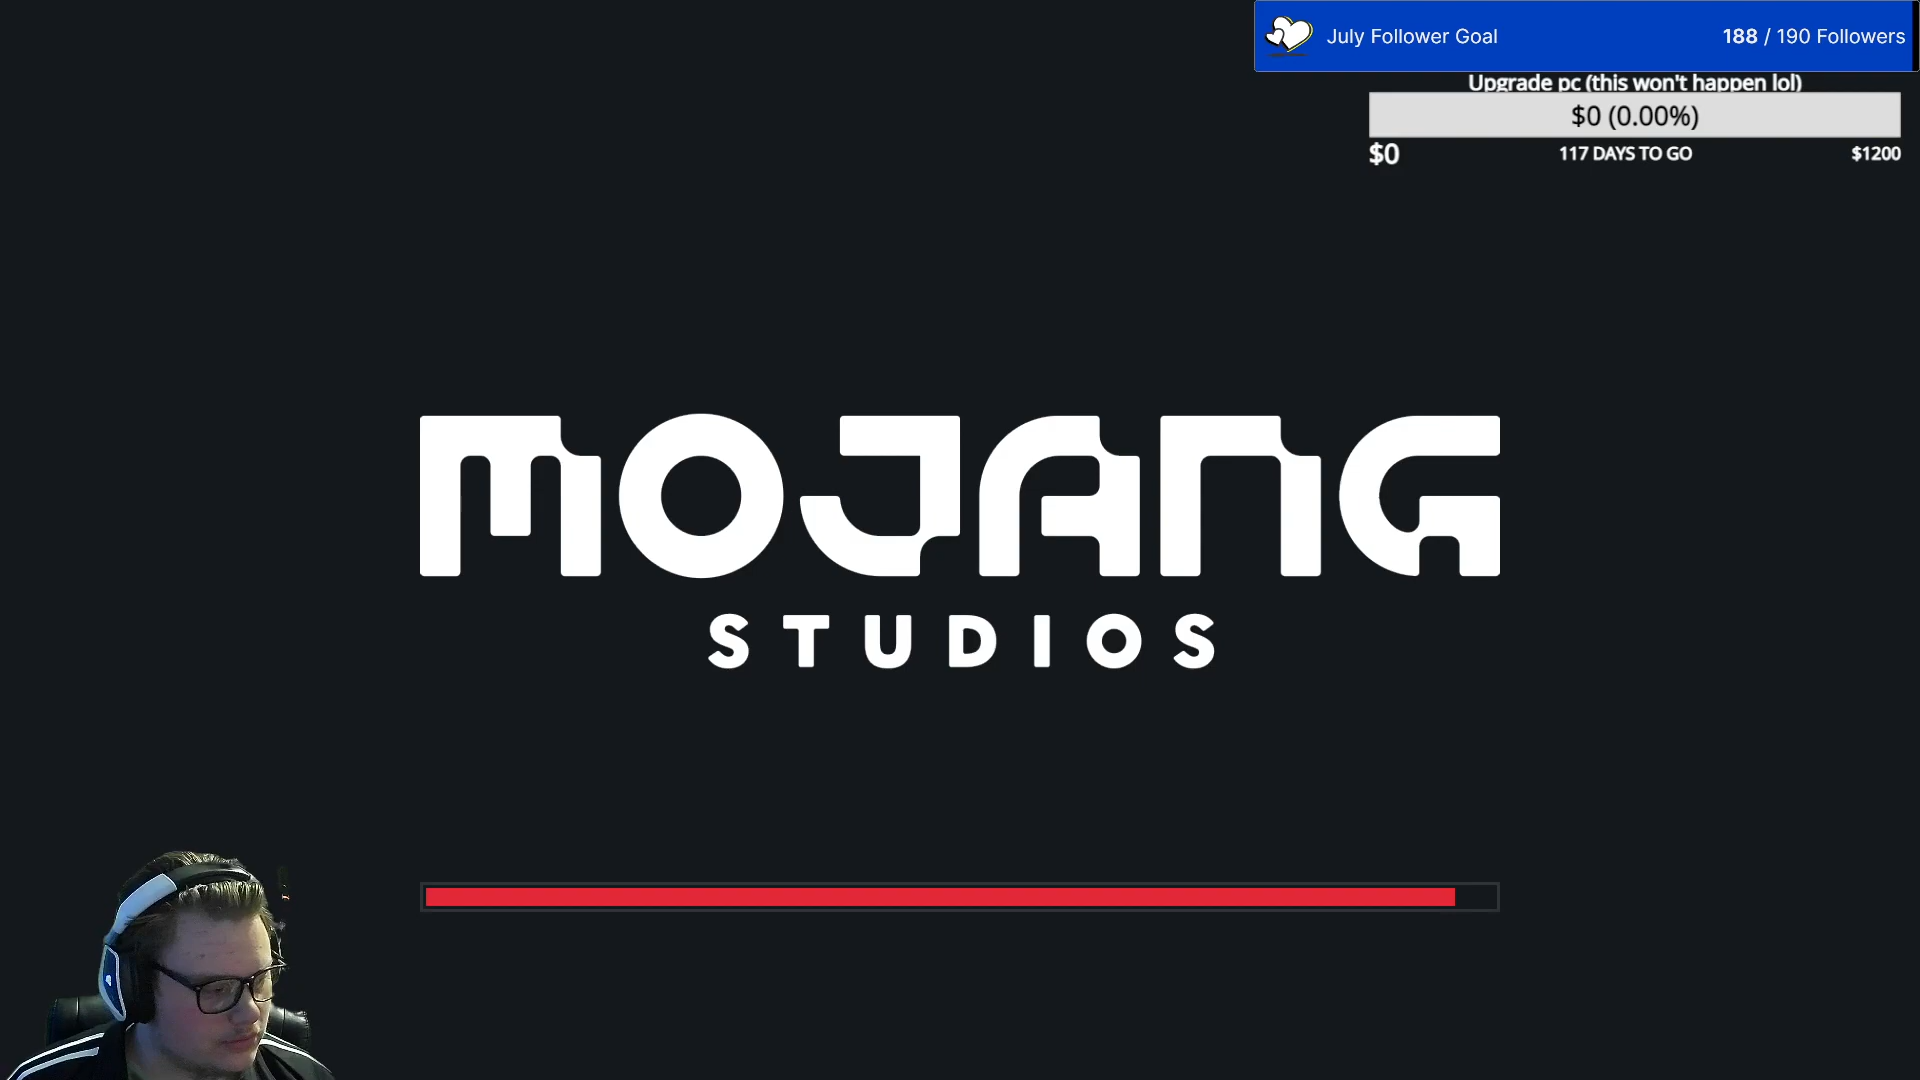 July Follower Goal 188 / 190 Followers
Upgrade pc (this won't happen lol)
$0 (0.00%)
$0 117 DAYS TO GO $1200
MOJANG
STUDIOS